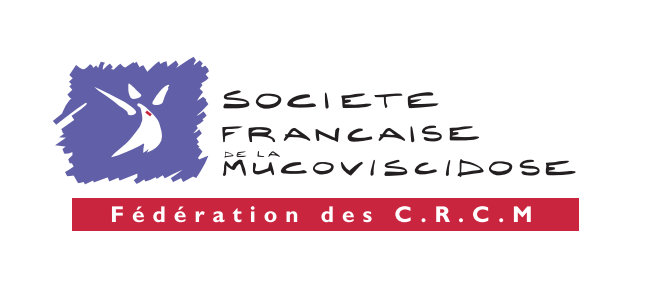 SOCIETE
FRANCAISE
DE LA
MUCOVISCIDOSE
Fédération des C.R.C.M